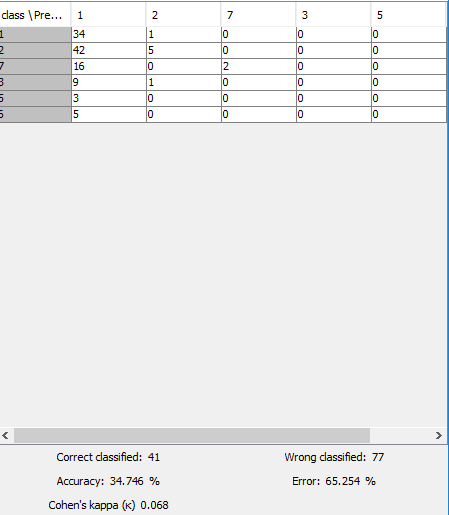 class \ Pre... 1 2 7 3 5
1 34 1 0 0 0
2 42 5 0 0 0
7 16 0 2 0 0
3 9 1 0 0 0
5 3 0 0 0 0
5 0 0 0 0
Correct classified: 41 Wrong classified: 77
Accuracy: 34.746 % Error: 65.254 %
Cohen's kappa (κ) 0.068